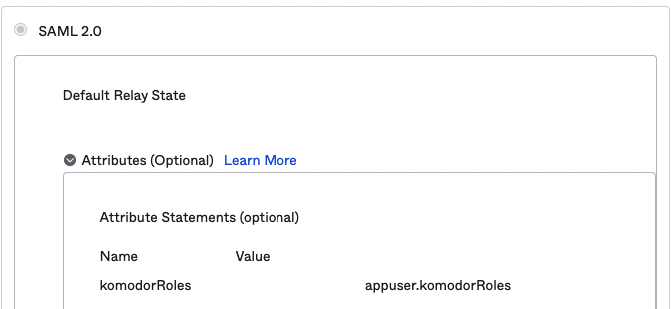 SAML 2.0
Default Relay State
Attributes (Optional) Learn More
Attribute Statements (optional)
Name Value
komodorRoles appuser.komodorRoles